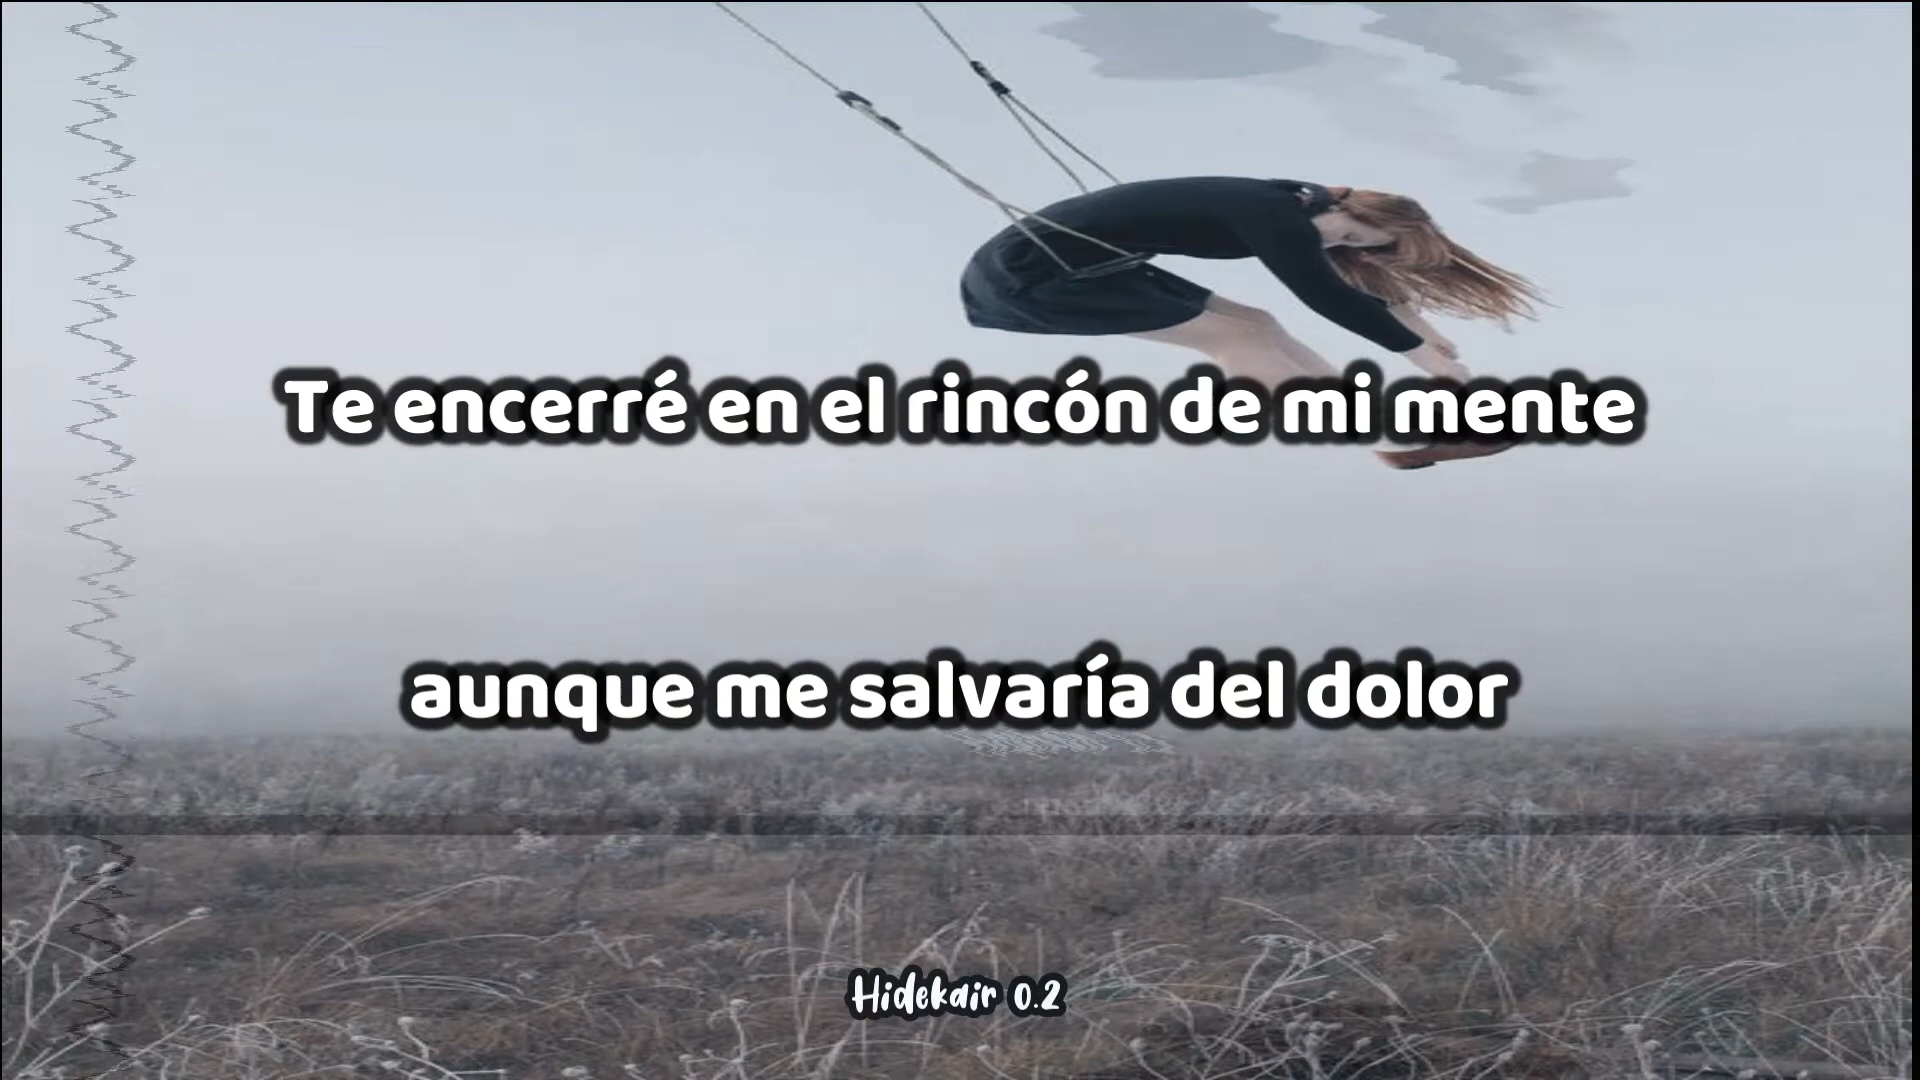 Te encerré en el rincón de mi mente
aunque me salvaría del dolor
Hidekair 0.2